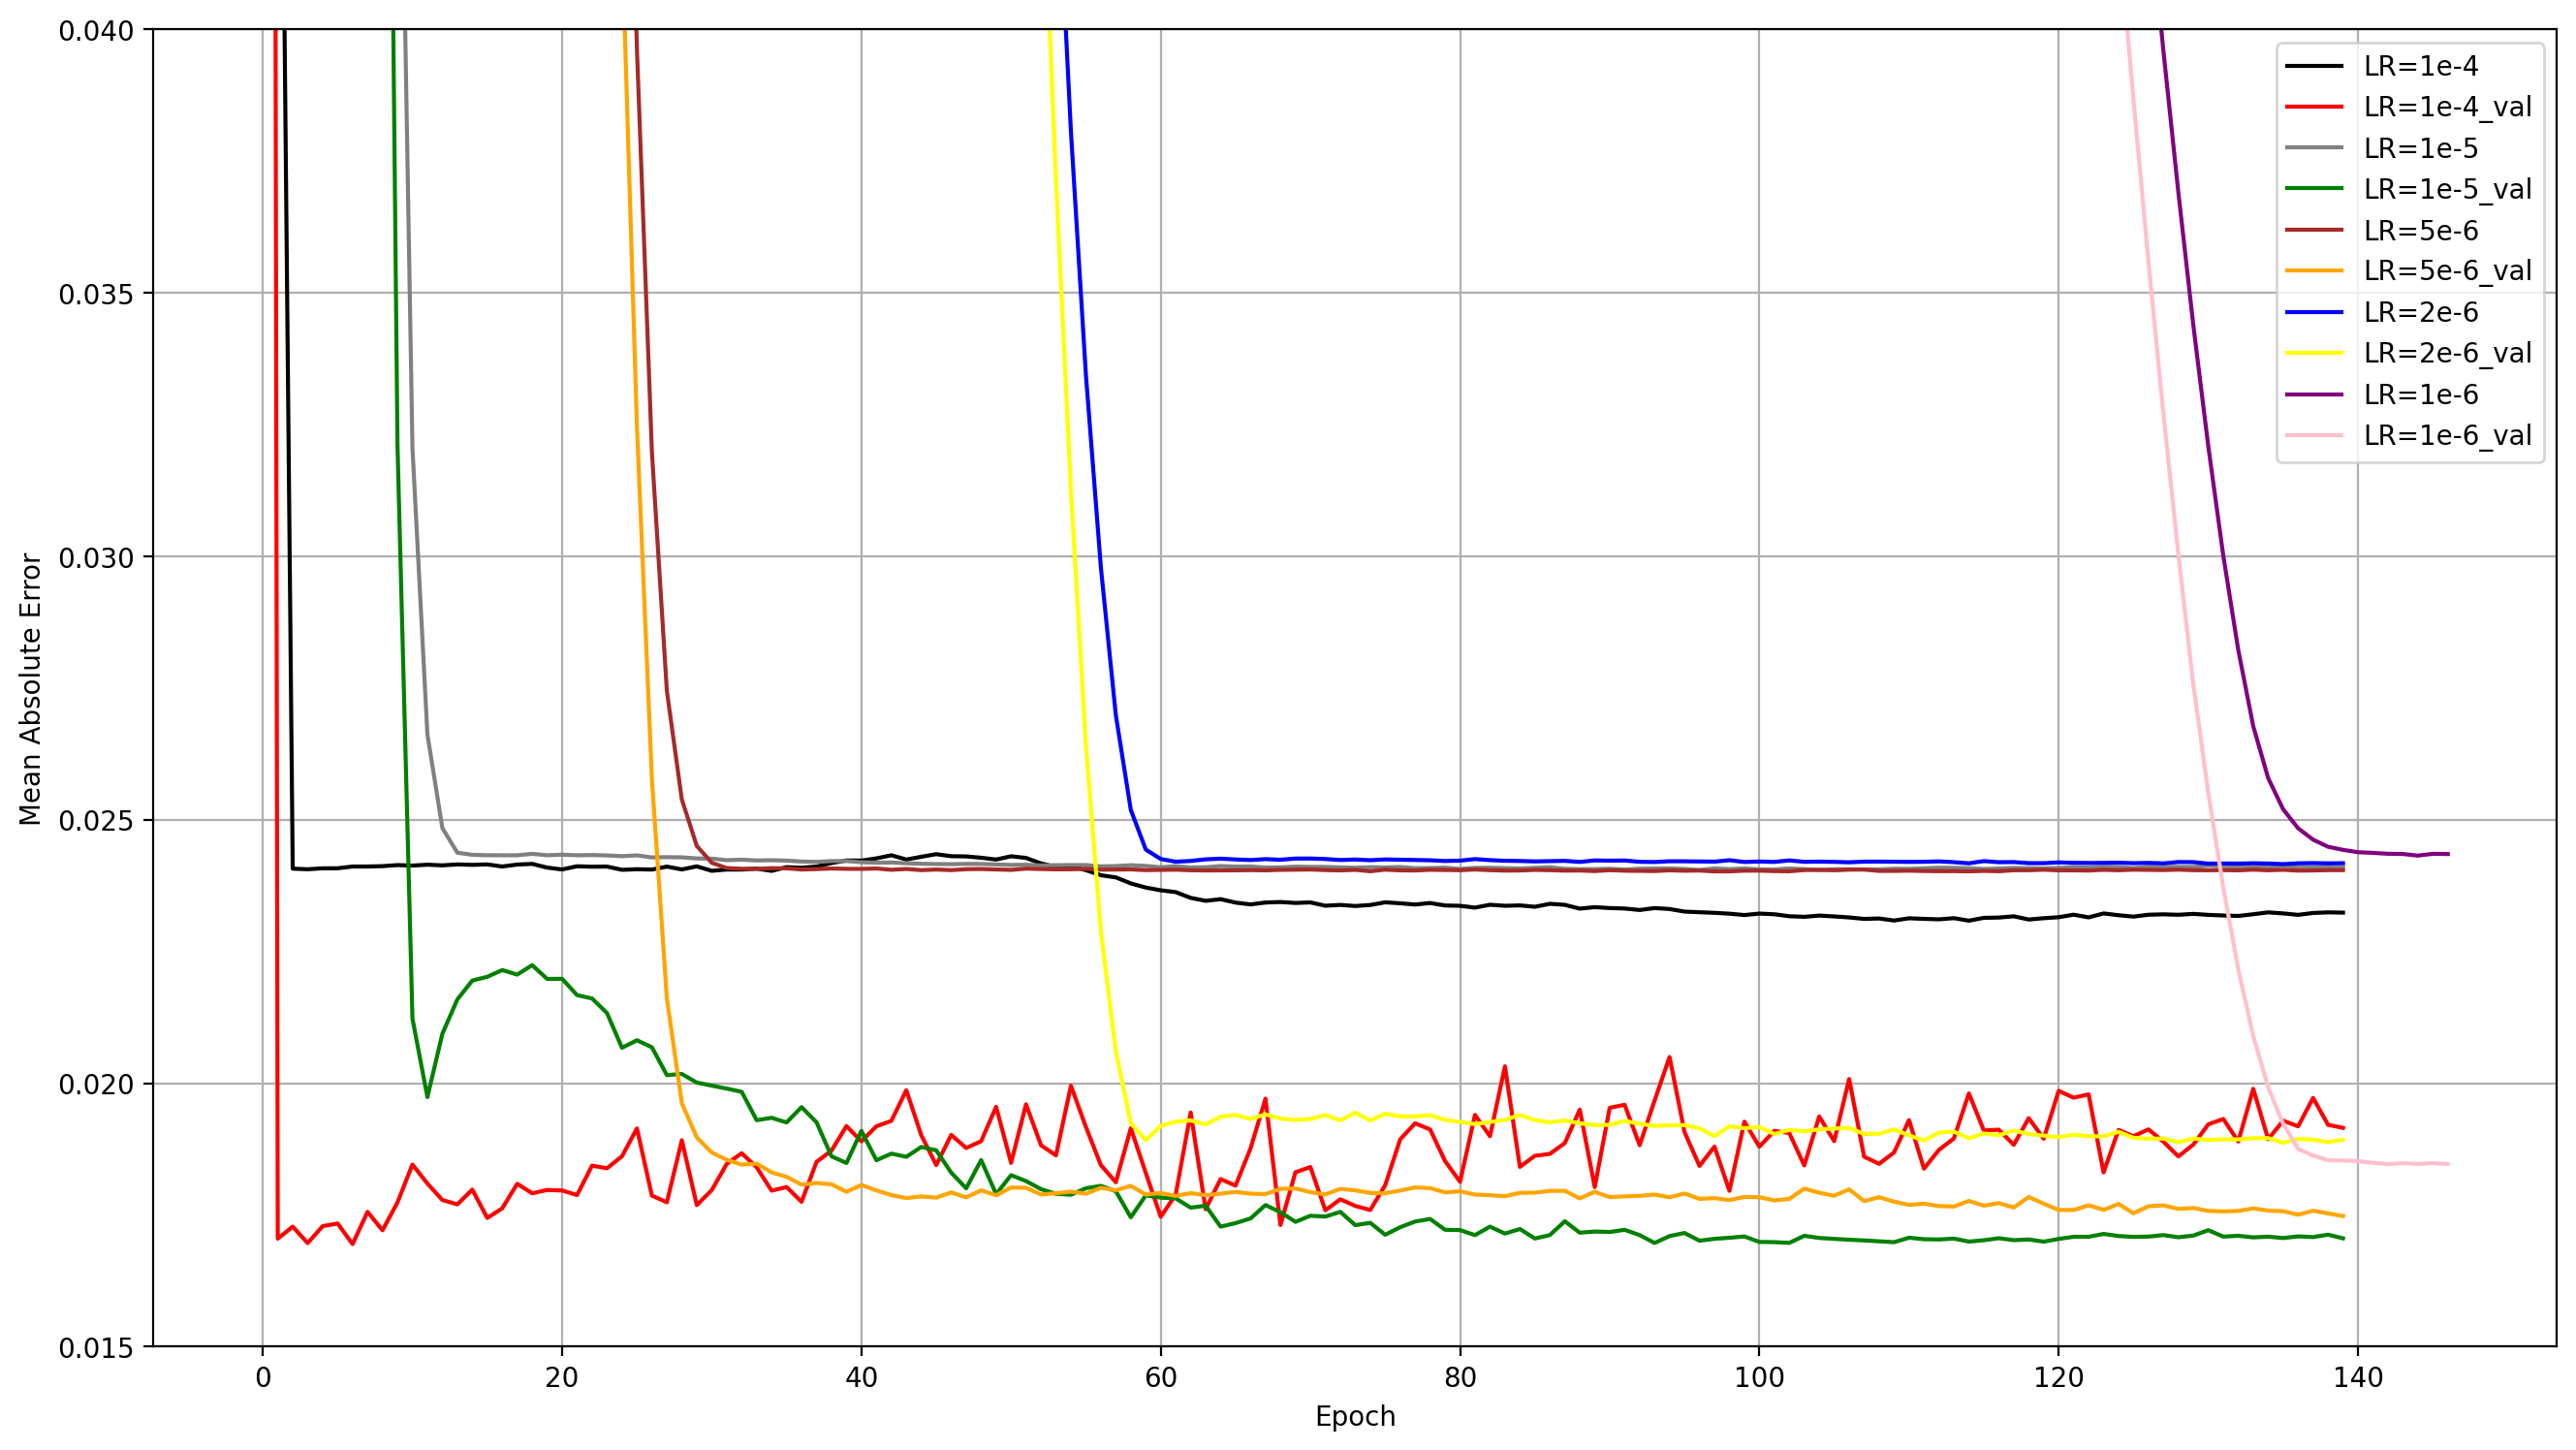 Mean Absolute Error
0.040
0.035
0.030
0.025
0.020
0.015
0
20
40
60
80
100
120
140
Epoch
LR=1e-4
LR=1e-4_val
LR=1e-5
LR=1e-5_val
LR=5e-6
LR=5e-6_val
LR=2e-6
LR=2e-6_val
LR=1e-6
LR=1e-6_val